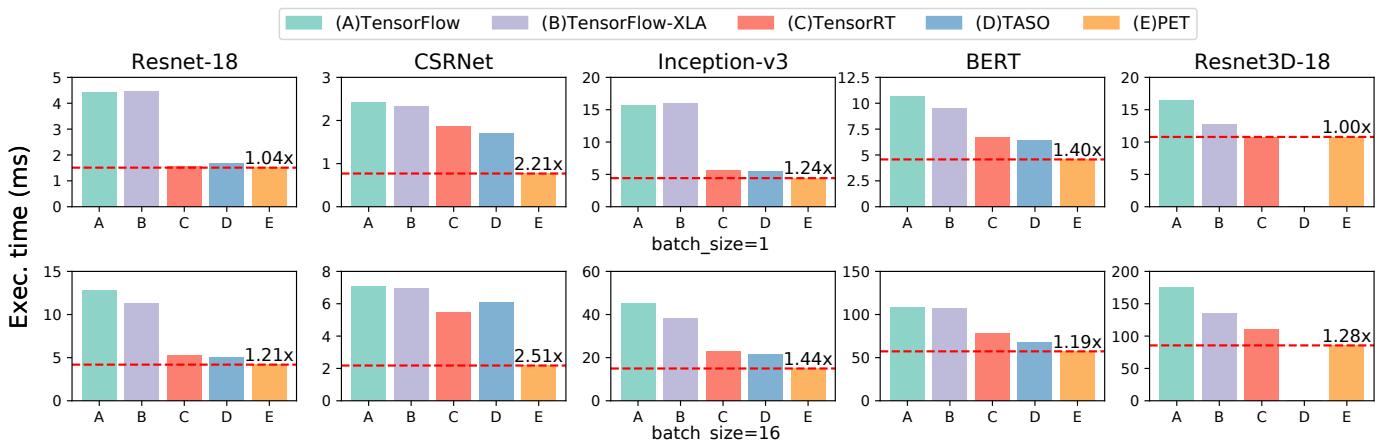 (A)TensorFlow (B)TensorFlow-XLA (C)TensorRT (D)TASO (E)PET
Exec. time (ms)
Resnet-18 CSRNet Inception-v3 BERT Resnet3D-18
5 4 3 2 1 0
1.04x
A B C D E
3 2 1 0
2.21x
A B C D E
20 15 10 5 0
1.24x
A B C D E
12.5 10.0 7.5 5.0 2.5 0.0
1.40x
A B C D E
20 15 10 5 0
1.00x
A B C D E
batch_size=1
15 10 5 0
1.21x
A B C D E
8 6 4 2 0
2.51x
A B C D E
60 40 20 0
1.44x
A B C D E
150 100 50 0
1.19x
A B C D E
200 150 100 50 0
1.28x
A B C D E
batch_size=16